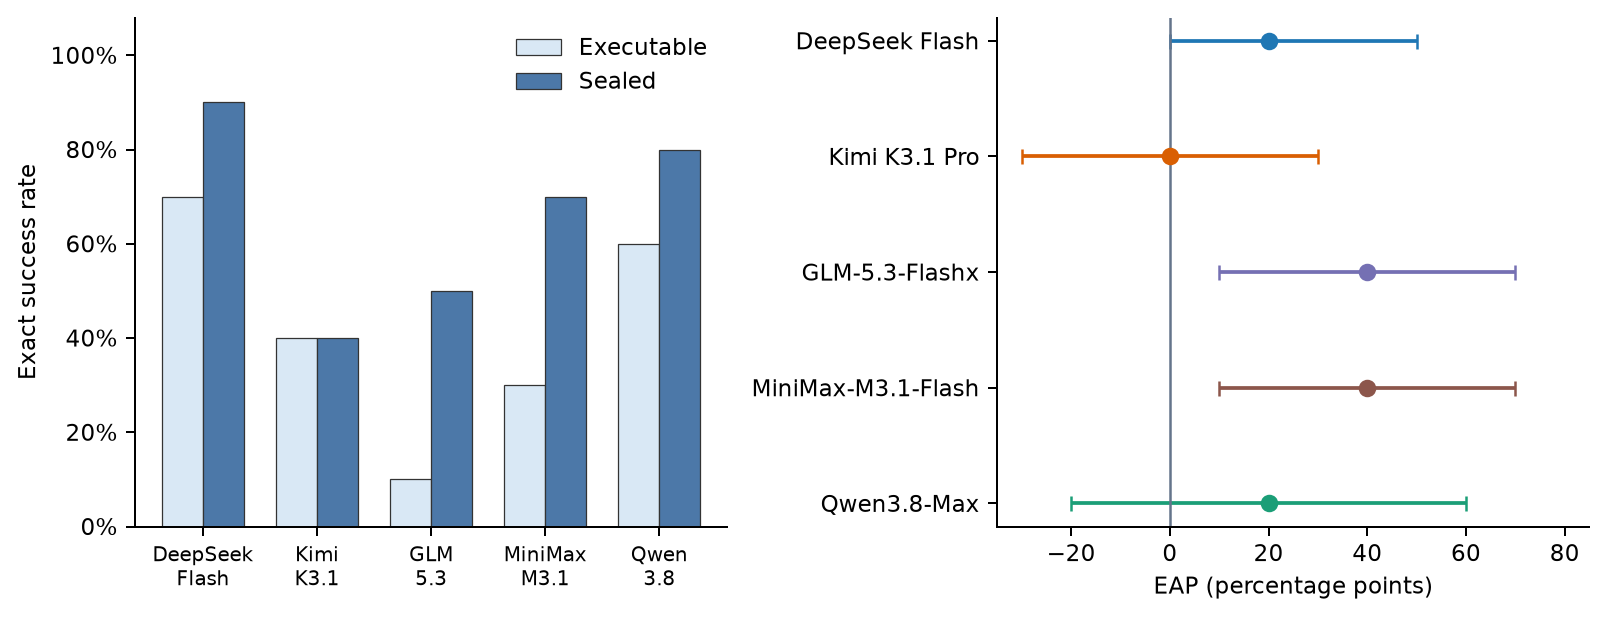 Exact success rate
100%
80%
60%
40%
20%
0%
Executable
Sealed
DeepSeek
Flash
Kimi
K3.1
GLM
5.3
MiniMax
M3.1
Qwen
3.8
DeepSeek Flash
Kimi K3.1 Pro
GLM-5.3-Flashx
MiniMax-M3.1-Flash
Qwen3.8-Max
−20
0
20
40
60
80
EAP (percentage points)